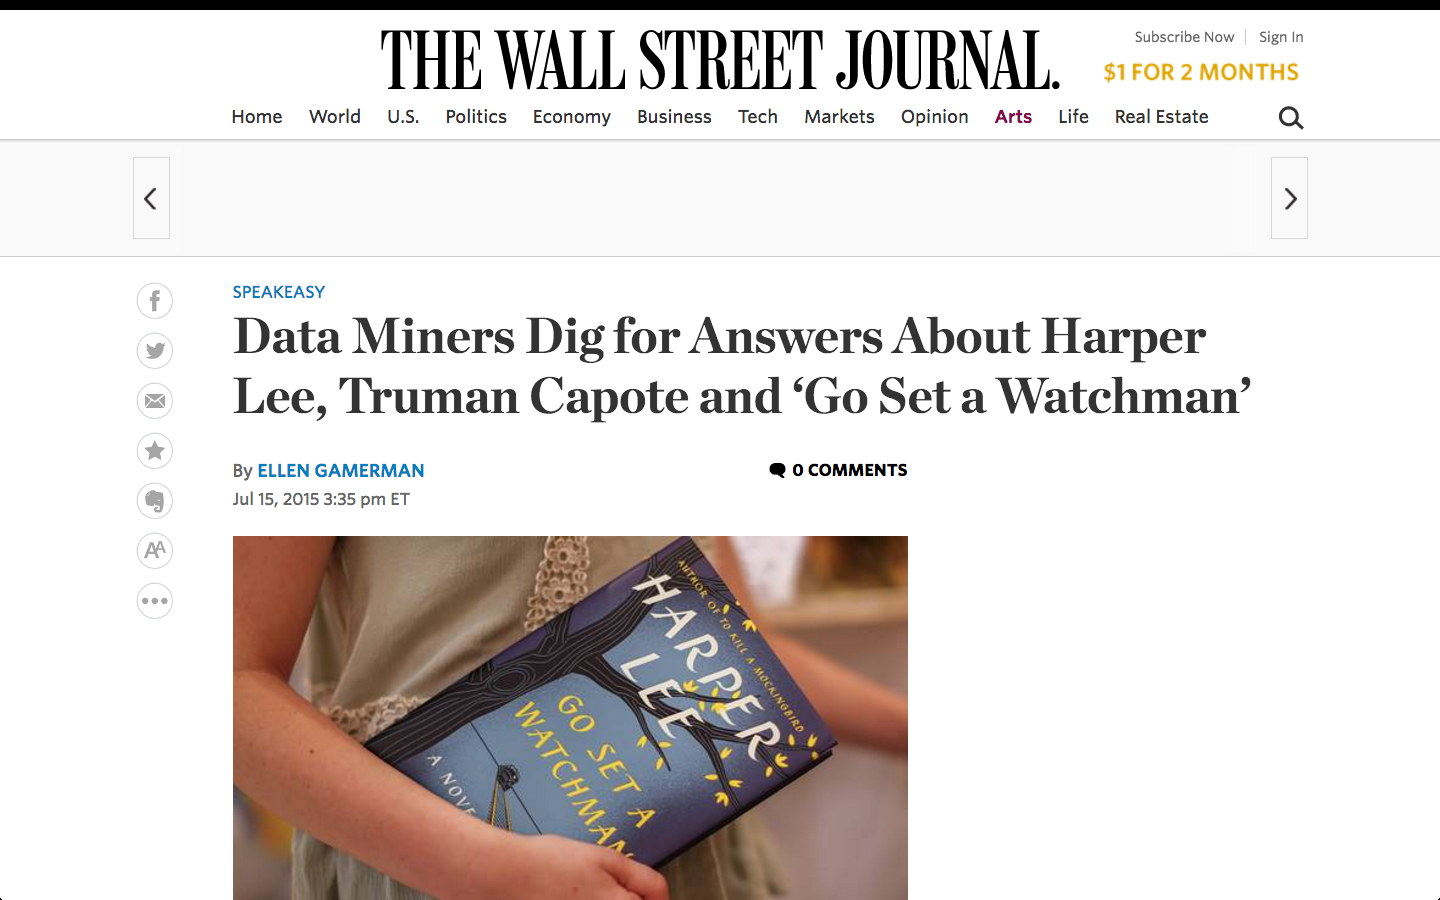 THE WALL STREET JOURNAL.
Subscribe Now Sign In
$1 FOR 2 MONTHS
Home World U.S. Politics Economy Business Tech Markets Opinion Arts Life Real Estate
SPEAKEASY
Data Miners Dig for Answers About Harper
Lee, Truman Capote and ‘Go Set a Watchman’
By ELLEN GAMERMAN
0 COMMENTS
Jul 15, 2015 3:35 pm ET
AUTHOR OF TO KILL A MOCKINGBIRD
HARPER
LEE
GO SET A
WATCHMAN
A NOVE